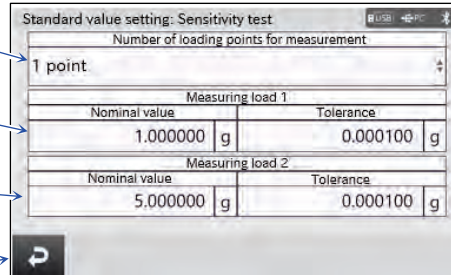 Standard value setting: Sensitivity test USB PC
Number of loading points for measurement
1 point
Measuring load 1
Nominal value Tolerance
1.000000 g 0.000100 g
Measuring load 2
Nominal value Tolerance
5.000000 g 0.000100 g